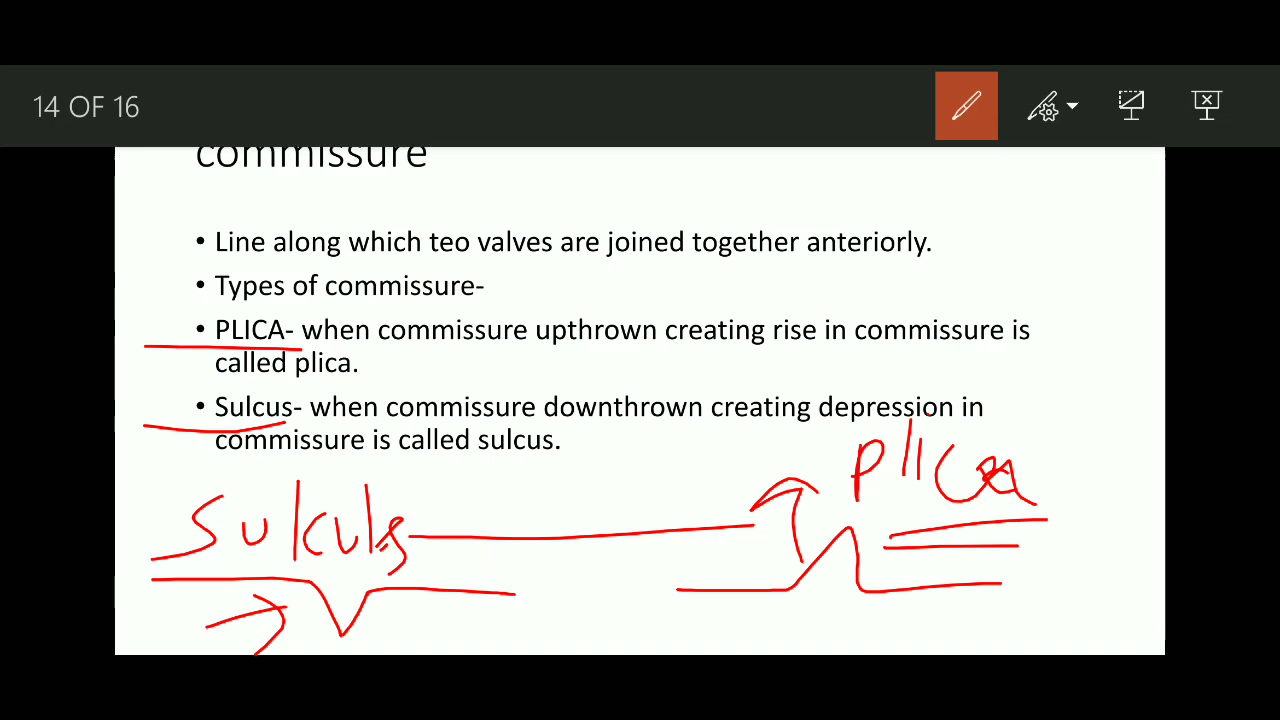 14 OF 16
commissure
• Line along which teo valves are joined together anteriorly.
• Types of commissure-
• PLICA- when commissure upthrown creating rise in commissure is
called plica.
• Sulcus- when commissure downthrown creating depression in
commissure is called sulcus.
Plica
Sulculs